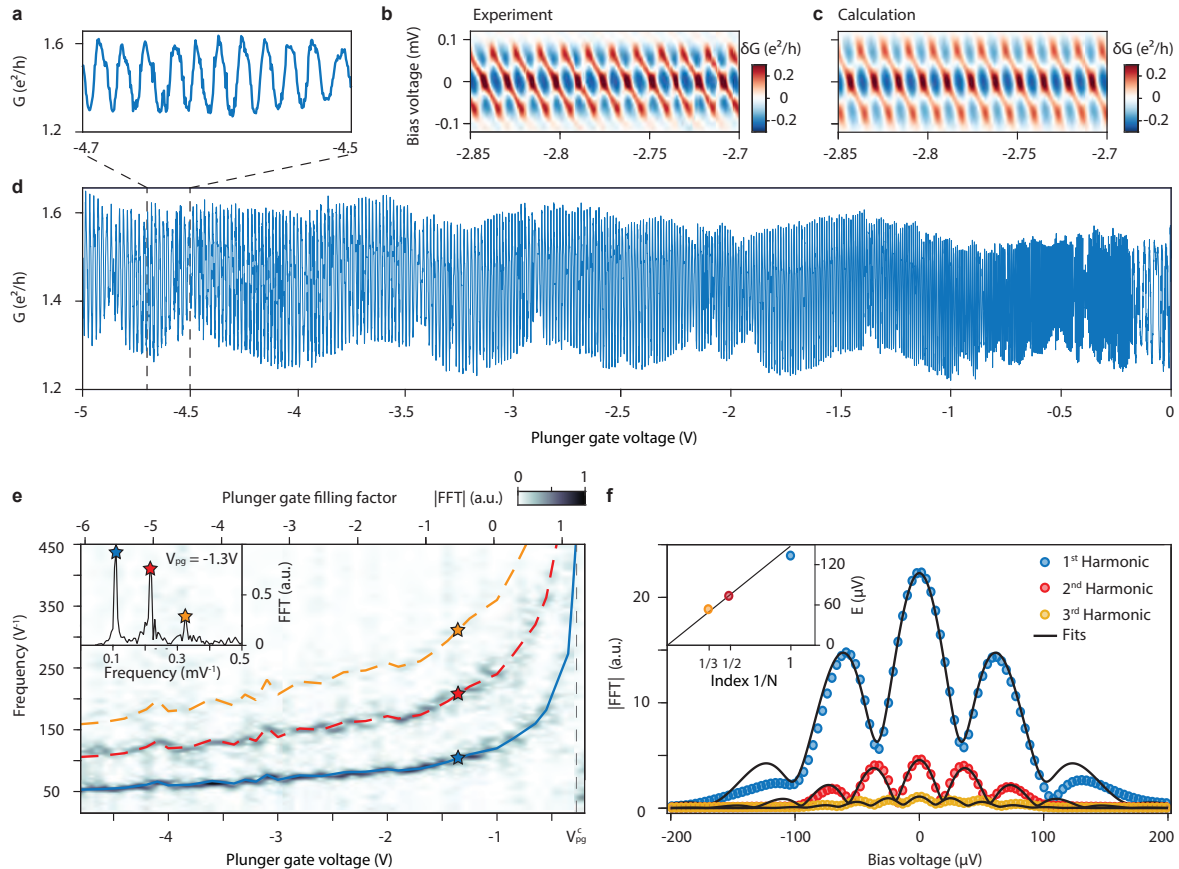 a
G (e²/h)
1.6
1.2
-4.7
-4.5
b
Experiment
Bias voltage (mV)
0.1
0
-0.1
-2.85
-2.8
-2.75
-2.7
δG (e²/h)
0.2
0
-0.2
c
Calculation
-2.85
-2.8
-2.75
-2.7
δG (e²/h)
0.2
0
-0.2
d
G (e²/h)
1.6
1.4
1.2
-5
-4.5
-4
-3.5
-3
-2.5
-2
-1.5
-1
-0.5
0
Plunger gate voltage (V)
e
Plunger gate filling factor
|FFT| (a.u.)
0
1
-6
-5
-4
-3
-2
-1
0
1
Frequency (V⁻¹)
450
350
250
150
50
V_pg = -1.3V
FFT (a.u.)
0.5
0
0.1
0.3
0.5
Frequency (mV⁻¹)
-4
-3
-2
-1
V_pg^c
Plunger gate voltage (V)
f
|FFT| (a.u.)
20
10
0
E (μV)
120
60
0
1/3
1/2
1
Index 1/N
1st Harmonic
2nd Harmonic
3rd Harmonic
Fits
-200
-100
0
100
200
Bias voltage (μV)